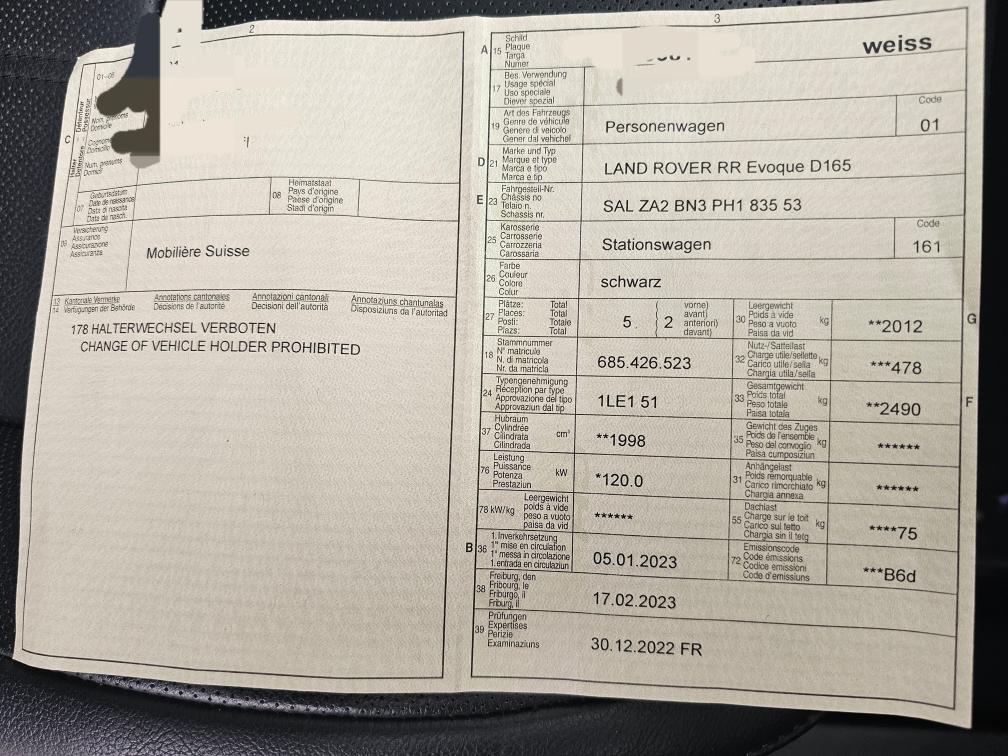 2
01-06
C
Détenteur
Possessur
Halter
Detentore
Nom, prénoms
Domicile
Cognome
Domicilio
Num, prenums
Domicil
07
Geburtsdatum
Date de naissance
Data di nascita
Data da nasch.
08
Heimatstaat
Pays d'origine
Paese d'origine
Stadi d'origin
09
Versicherung
Assurance
Assicurazione
Assicuranza
Mobilière Suisse
13
14
Kantonale Vermerke
Verfügungen der Behörde
Annotations cantonales
Décisions de l'autorité
Annotazioni cantonali
Decisioni dell'autorità
Annotaziuns chantunalas
Disposiziuns da l'autoritad
178 HALTERWECHSEL VERBOTEN
CHANGE OF VEHICLE HOLDER PROHIBITED
3
A 15
Schild
Plaque
Targa
Numer
weiss
17
Bes. Verwendung
Usage spécial
Uso speciale
Diever spezial
19
Art des Fahrzeugs
Genre de véhicule
Genere di veicolo
Gener dal vehichel
Personenwagen
Code
01
D 21
Marke und Typ
Marque et type
Marca e tipo
Marca e tip
LAND ROVER RR Evoque D165
E 23
Fahrgestell-Nr.
Châssis no
Telaio n.
Schassis nr.
SAL ZA2 BN3 PH1 835 53
25
Karosserie
Carrosserie
Carrozzeria
Carossaria
Stationswagen
Code
161
26
Farbe
Couleur
Colore
Colur
schwarz
27
Plätze: Total
Places: Total
Posti: Totale
Plazs: Total
5
( 2
vorne)
avant)
anteriori)
davant)
30
Leergewicht
Poids à vide
Peso a vuoto
Paisa da vid
kg
**2012
G
18
Stammnummer
N° matricule
N. di matricola
Nr. da matricla
685.426.523
32
Nutz-/Sattellast
Charge utile/sellette
Carico utile/sella
Chargia utila/sella
kg
***478
24
Typengenehmigung
Réception par type
Approvazione del tipo
Approvaziun dal tip
1LE1 51
33
Gesamtgewicht
Poids total
Peso totale
Paisa totala
kg
**2490
F
37
Hubraum
Cylindrée
Cilindrata
Cilindrada
cm³
**1998
35
Gewicht des Zuges
Poids de l'ensemble
Peso del convoglio
Paisa cumposiziun
kg
******
76
Leistung
Puissance
Potenza
Prestaziun
kW
*120.0
31
Anhängelast
Poids remorquable
Carico rimorchiato
Chargia annexa
kg
******
78 kW/kg
Leergewicht
poids à vide
peso a vuoto
paisa da vid
******
55
Dachlast
Charge sur le toit
Carico sul tetto
Chargia sin il tetg
kg
****75
B 36
1. Inverkehrsetzung
1re mise en circulation
1a messa in circolazione
1. entrada en circulaziun
05.01.2023
72
Emissionscode
Code émissions
Codice emissioni
Code d'emissiuns
***B6d
38
Freiburg, den
Fribourg, le
Friburgo, il
Friburg, il
17.02.2023
39
Prüfungen
Expertises
Perizie
Examinaziuns
30.12.2022 FR